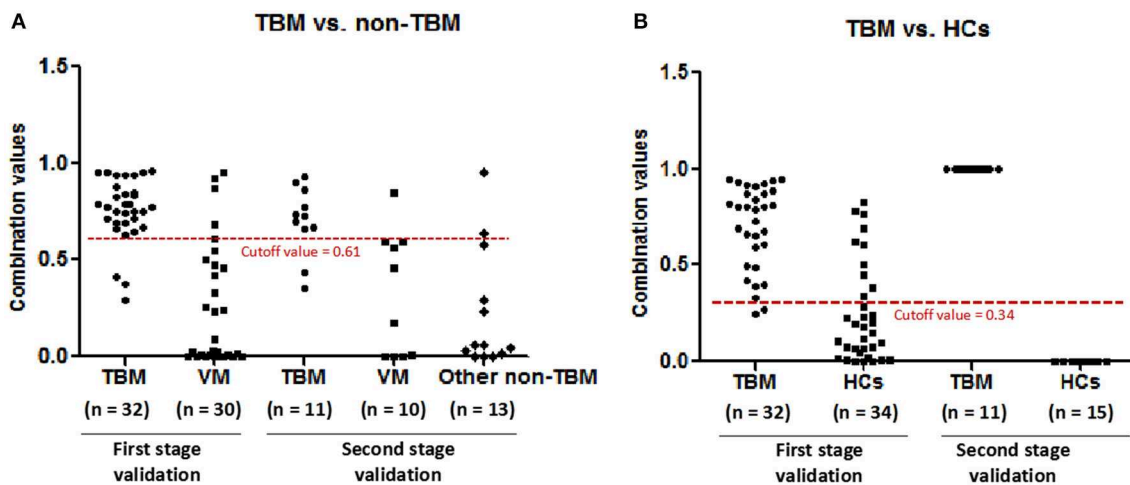 A
TBM vs. non-TBM
Combination values
1.5
1.0
0.5
0.0
Cutoff value = 0.61
TBM VM TBM VM Other non-TBM
(n = 32) (n = 30) (n = 11) (n = 10) (n = 13)
First stage validation
Second stage validation
B
TBM vs. HCs
Combination values
1.5
1.0
0.5
0.0
Cutoff value = 0.34
TBM HCs TBM HCs
(n = 32) (n = 34) (n = 11) (n = 15)
First stage validation
Second stage validation